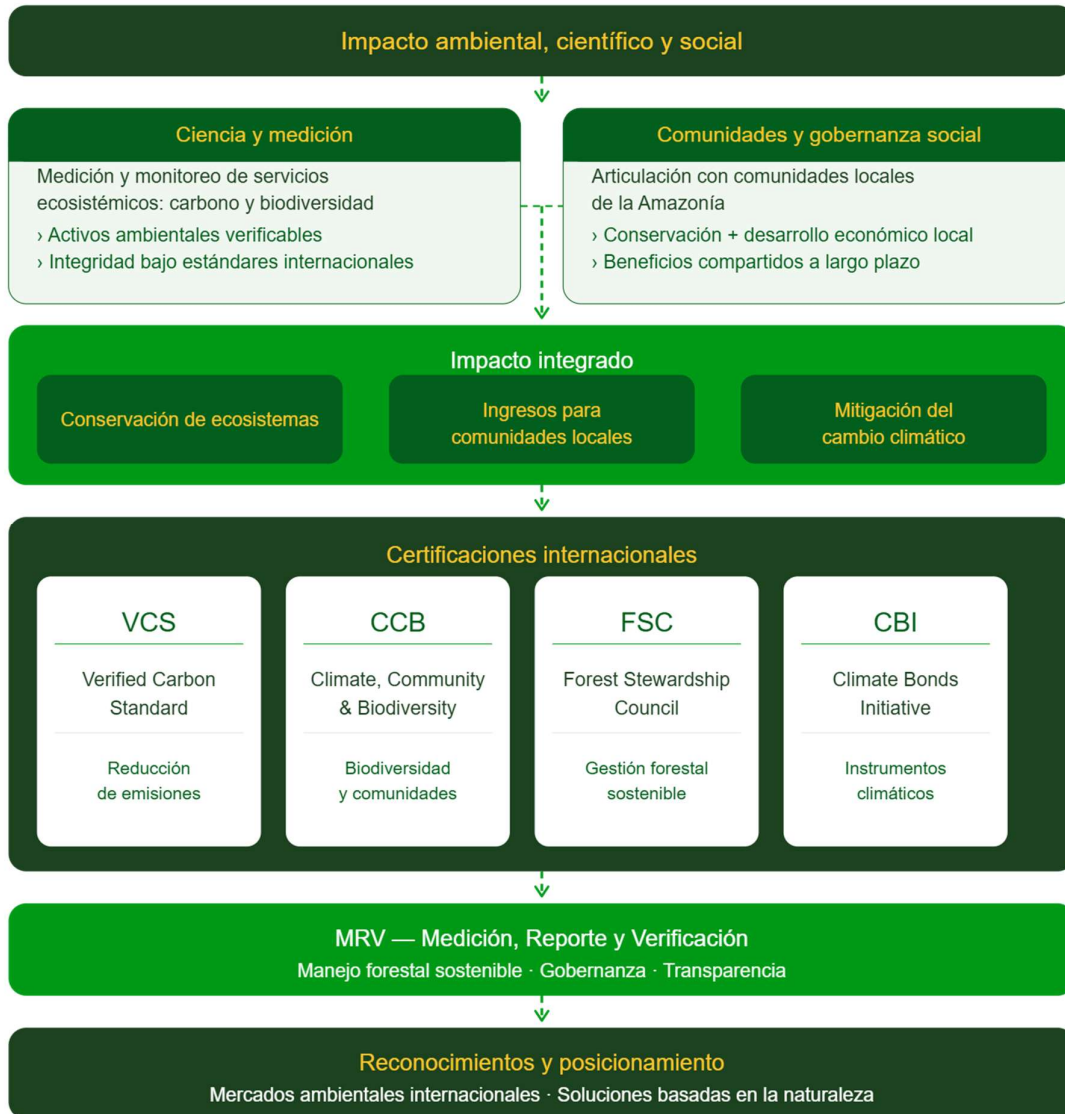 Impacto ambiental, científico y social
Ciencia y medición
Medición y monitoreo de servicios
ecosistémicos: carbono y biodiversidad
› Activos ambientales verificables
› Integridad bajo estándares internacionales
Comunidades y gobernanza social
Articulación con comunidades locales
de la Amazonía
› Conservación + desarrollo económico local
› Beneficios compartidos a largo plazo
Impacto integrado
Conservación de ecosistemas
Ingresos para
comunidades locales
Mitigación del
cambio climático
Certificaciones internacionales
VCS
Verified Carbon
Standard
Reducción
de emisiones
CCB
Climate, Community
& Biodiversity
Biodiversidad
y comunidades
FSC
Forest Stewardship
Council
Gestión forestal
sostenible
CBI
Climate Bonds
Initiative
Instrumentos
climáticos
MRV — Medición, Reporte y Verificación
Manejo forestal sostenible · Gobernanza · Transparencia
Reconocimientos y posicionamiento
Mercados ambientales internacionales · Soluciones basadas en la naturaleza